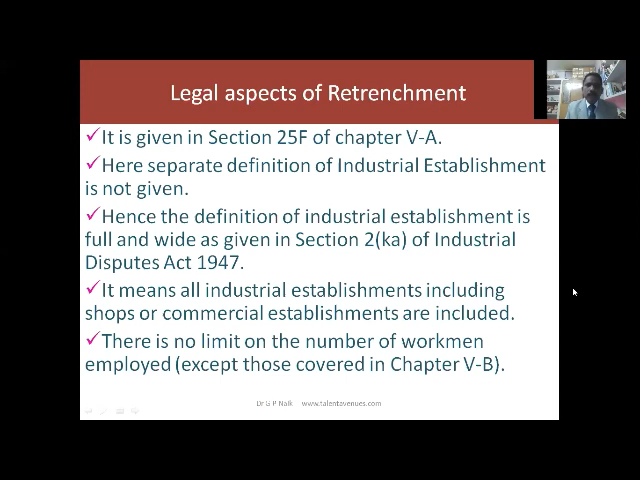 Legal aspects of Retrenchment
✓It is given in Section 25F of chapter V-A.
✓Here separate definition of Industrial Establishment
is not given.
✓Hence the definition of industrial establishment is
full and wide as given in Section 2(ka) of Industrial
Disputes Act 1947.
✓It means all industrial establishments including
shops or commercial establishments are included.
✓There is no limit on the number of workmen
employed (except those covered in Chapter V-B).
Dr G P Naik www.talentavenues.com